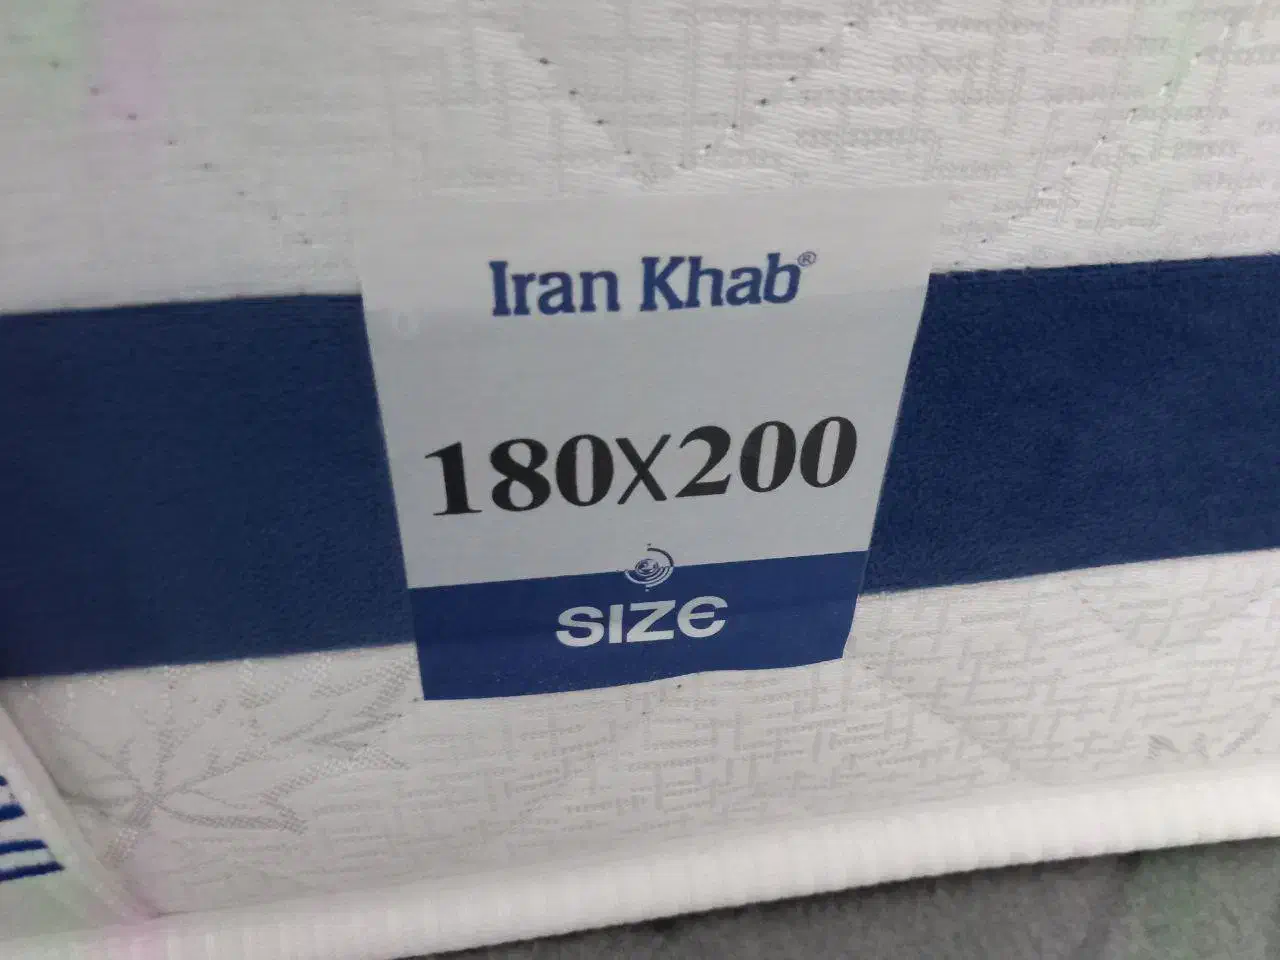 Iran Khab®
180X200
SIZE